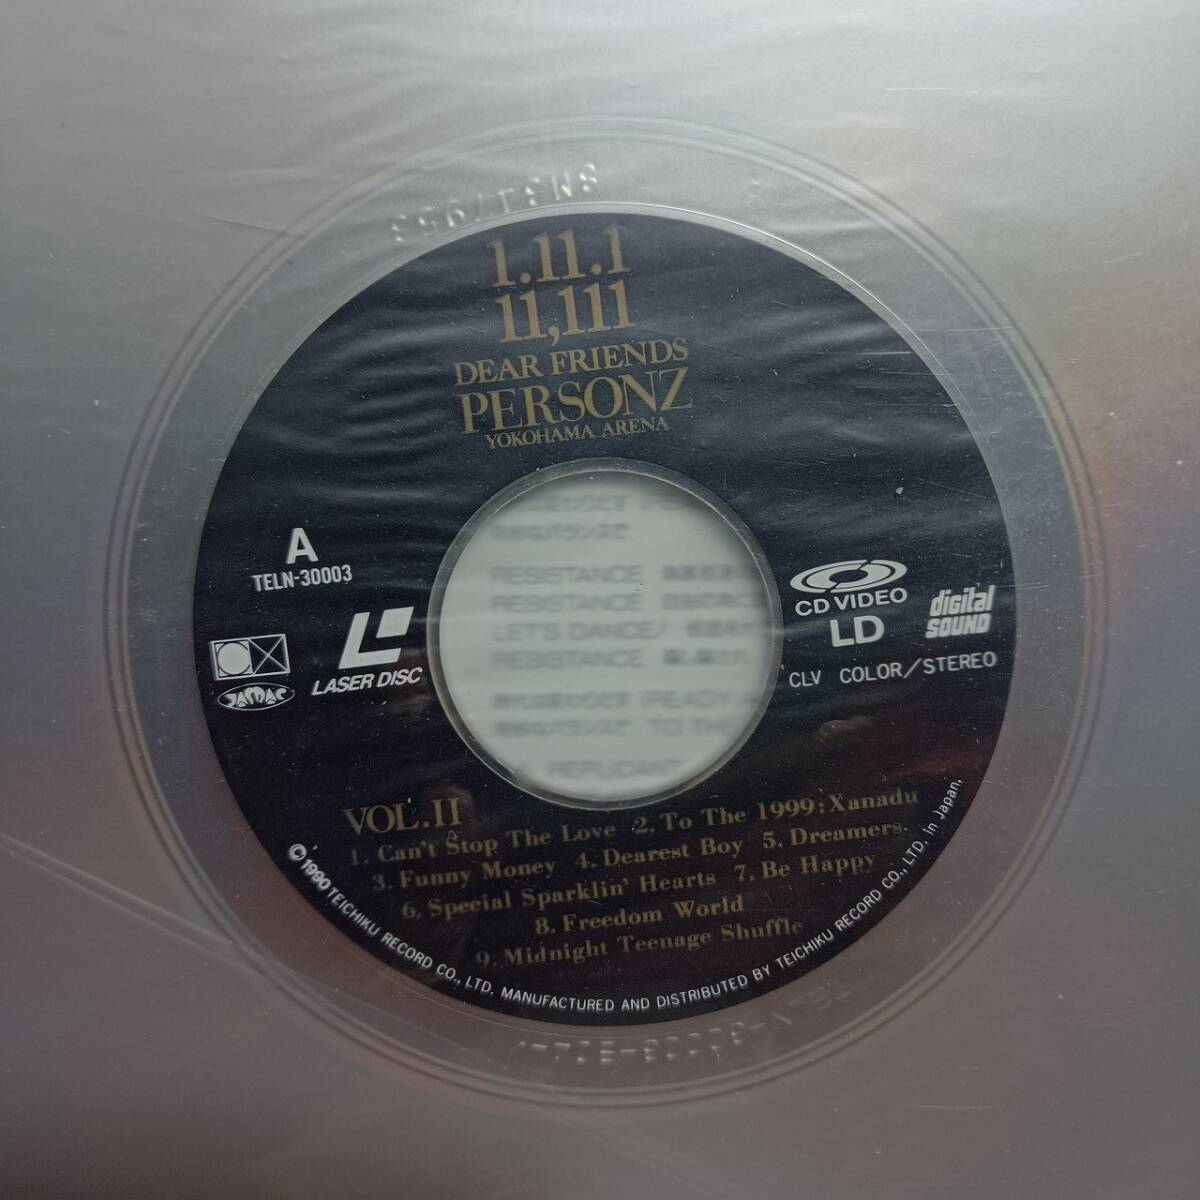 1.11.1
11,111
DEAR FRIENDS
PERSONZ
YOKOHAMA ARENA
A
TELN-30003
JASRAC
LASER DISC
CD VIDEO
LD
digital
SOUND
CLV COLOR/STEREO
RESISTANCE
RESISTANCE
LET'S DANCE/
RESISTANCE
TO THE
REPLICANT
VOL.II
1. Can't Stop The Love 2. To The 1999:Xanadu
3. Funny Money 4. Dearest Boy 5. Dreamers
6. Special Sparklin' Hearts 7. Be Happy
8. Freedom World
9. Midnight Teenage Shuffle
©1990 TEICHIKU RECORD CO., LTD. MANUFACTURED AND DISTRIBUTED BY TEICHIKU RECORD CO., LTD. in Japan.